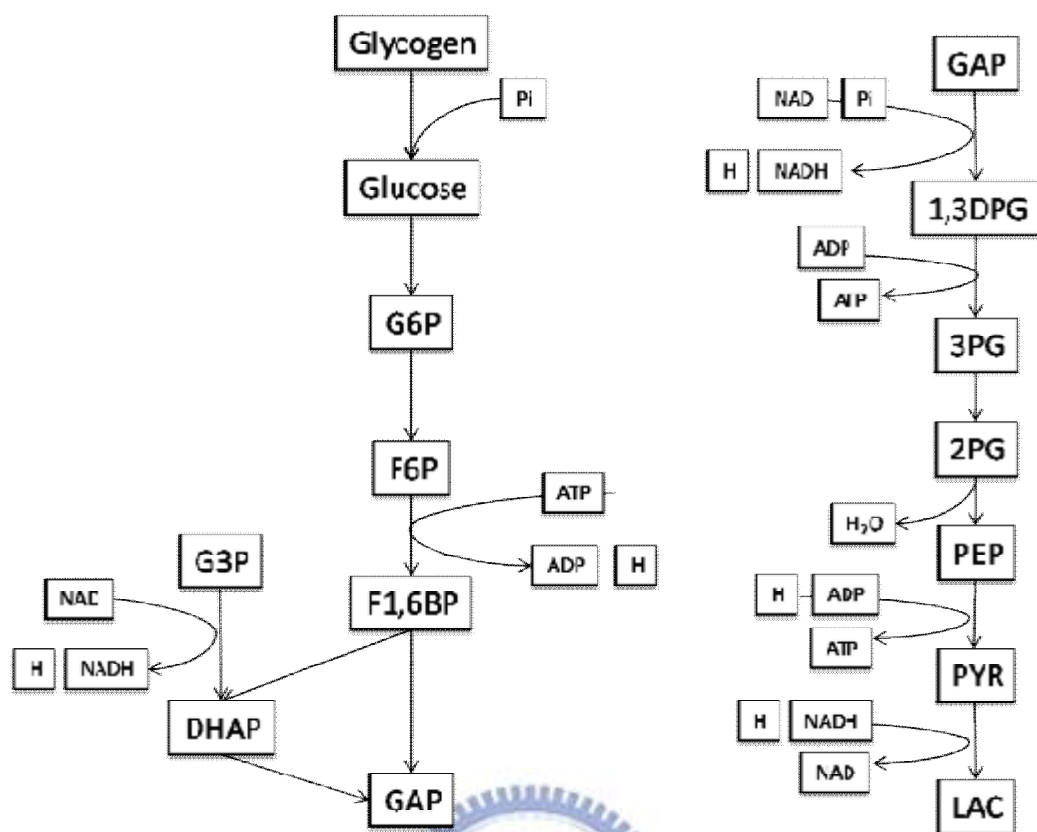 Glycogen
Pi
Glucose
G6P
F6P
ATP
ADP
H
G3P
NAD
H
NADH
F1,6BP
DHAP
GAP
GAP
NAD
Pi
H
NADH
1,3DPG
ADP
ATP
3PG
2PG
H₂O
PEP
H
ADP
ATP
PYR
H
NADH
NAD
LAC